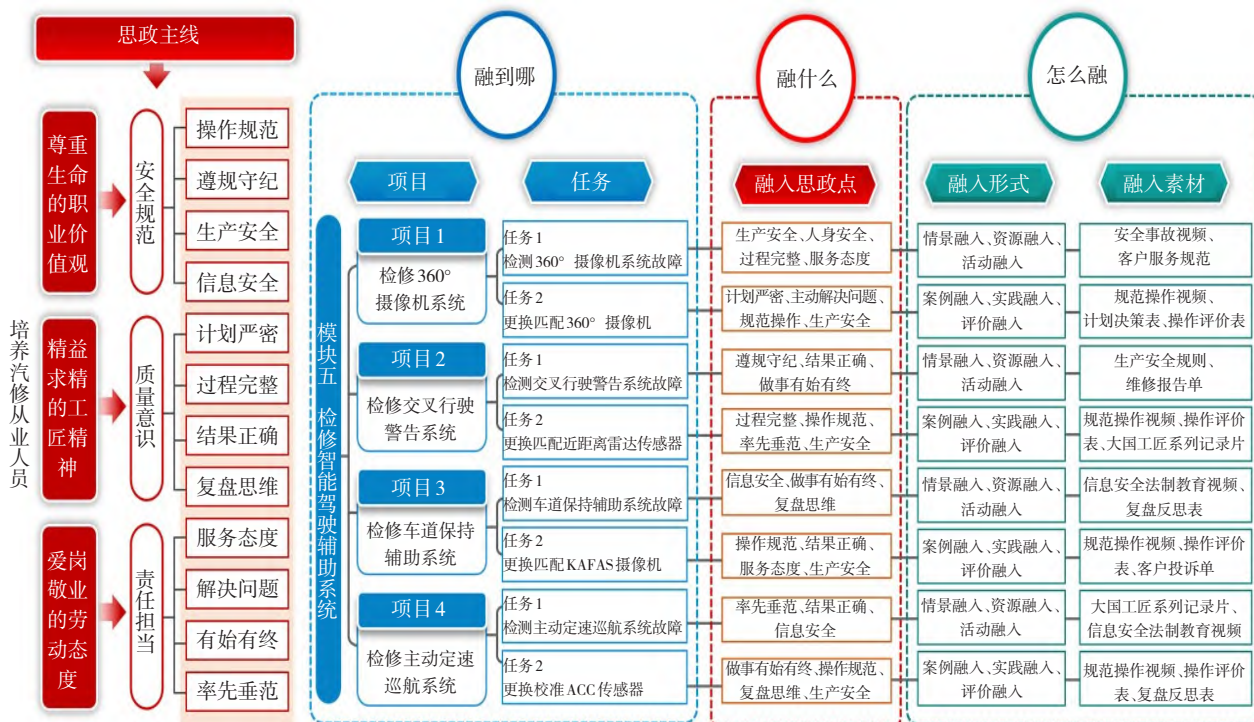 思政主线
融到哪
融什么
怎么融
培养汽修从业人员
尊重
生命
的职
业价
值观
安全规范
操作规范
遵规守纪
生产安全
信息安全
精益
求精
的工
匠精
神
质量意识
计划严密
过程完整
结果正确
复盘思维
爱岗
敬业
的劳
动态
度
责任担当
服务态度
解决问题
有始有终
率先垂范
项目
任务
融入思政点
融入形式
融入素材
模块五 检修智能驾驶辅助系统
项目1
检修360°
摄像机系统
任务1
检测360° 摄像机系统故障
生产安全、人身安全、
过程完整、服务态度
情景融入、资源融入、
活动融入
安全事故视频、
客户服务规范
任务2
更换匹配360° 摄像机
计划严密、主动解决问题、
规范操作、生产安全
案例融入、实践融入、
评价融入
规范操作视频、
计划决策表、操作评价表
项目2
检修交叉行驶
警告系统
任务1
检测交叉行驶警告系统故障
遵规守纪、结果正确、
做事有始有终
情景融入、资源融入、
活动融入
生产安全规则、
维修报告单
任务2
更换匹配近距离雷达传感器
过程完整、操作规范、
率先垂范、生产安全
案例融入、实践融入、
评价融入
规范操作视频、操作评价
表、大国工匠系列记录片
项目3
检修车道保持
辅助系统
任务1
检测车道保持辅助系统故障
信息安全、做事有始有终、
复盘思维
情景融入、资源融入、
活动融入
信息安全法制教育视频、
复盘反思表
任务2
更换匹配KAFAS摄像机
操作规范、结果正确、
服务态度、生产安全
案例融入、实践融入、
评价融入
规范操作视频、操作评价
表、客户投诉单
项目4
检修主动定速
巡航系统
任务1
检测主动定速巡航系统故障
率先垂范、结果正确、
信息安全
情景融入、资源融入、
活动融入
大国工匠系列记录片、
信息安全法制教育视频
任务2
更换校准ACC传感器
做事有始有终、操作规范、
复盘思维、生产安全
案例融入、实践融入、
评价融入
规范操作视频、操作评价
表、复盘反思表